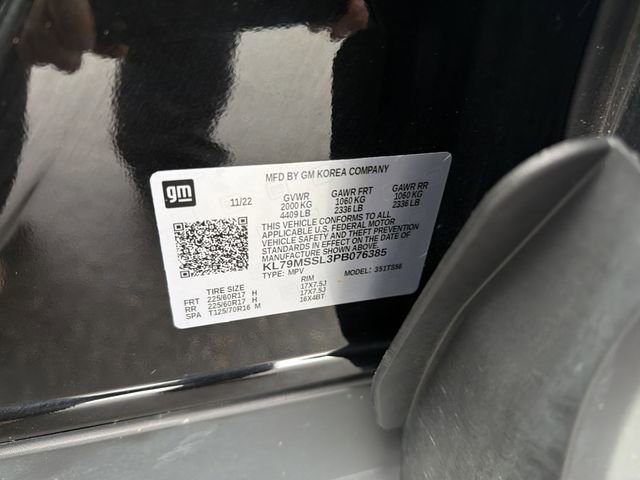 MFD BY GM KOREA COMPANY
gm
11/22 GVWR GAWR FRT GAWR RR
2000 KG 1060 KG 1060 KG
4409 LB 2336 LB 2336 LB
THIS VEHICLE CONFORMS TO ALL
APPLICABLE U.S. FEDERAL MOTOR
VEHICLE SAFETY AND THEFT PREVENTION
STANDARDS IN EFFECT ON THE DATE OF
MANUFACTURE SHOWN ABOVE.
KL79MSSL3PB076385
TYPE: MPV MODEL: 351TS56
TIRE SIZE RIM
FRT 225/60R17 H 17X7.5J
RR 225/60R17 H 17X7.5J
SPA T125/70R16 M 16X4BT